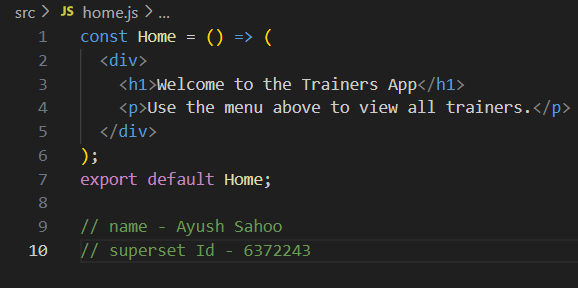 src > JS home.js > ...
1 const Home = () => (
2 <div>
3 <h1>Welcome to the Trainers App</h1>
4 <p>Use the menu above to view all trainers.</p>
5 </div>
6 );
7 export default Home;
8
9 // name - Ayush Sahoo
10 // superset Id - 6372243